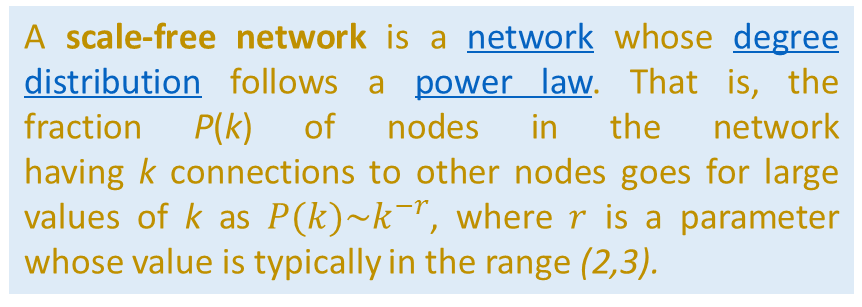 A scale-free network is a network whose degree
distribution follows a power law. That is, the
fraction P(k) of nodes in the network
having k connections to other nodes goes for large
values of k as P(k)~k^{-r}, where r is a parameter
whose value is typically in the range (2,3).